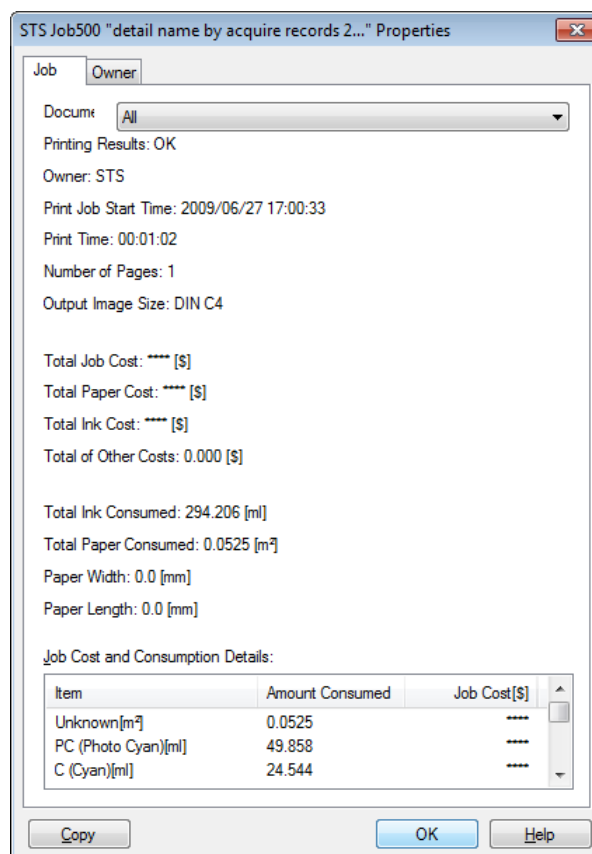 STS Job500 "detail name by acquire records 2..." Properties
Job Owner
Docume All
Printing Results: OK
Owner: STS
Print Job Start Time: 2009/06/27 17:00:33
Print Time: 00:01:02
Number of Pages: 1
Output Image Size: DIN C4
Total Job Cost: **** [$]
Total Paper Cost: **** [$]
Total Ink Cost: **** [$]
Total of Other Costs: 0.000 [$]
Total Ink Consumed: 294.206 [ml]
Total Paper Consumed: 0.0525 [m²]
Paper Width: 0.0 [mm]
Paper Length: 0.0 [mm]
Job Cost and Consumption Details:
Item Amount Consumed Job Cost[$]
Unknown[m²] 0.0525 ****
PC (Photo Cyan)[ml] 49.858 ****
C (Cyan)[ml] 24.544 ****
Copy OK Help